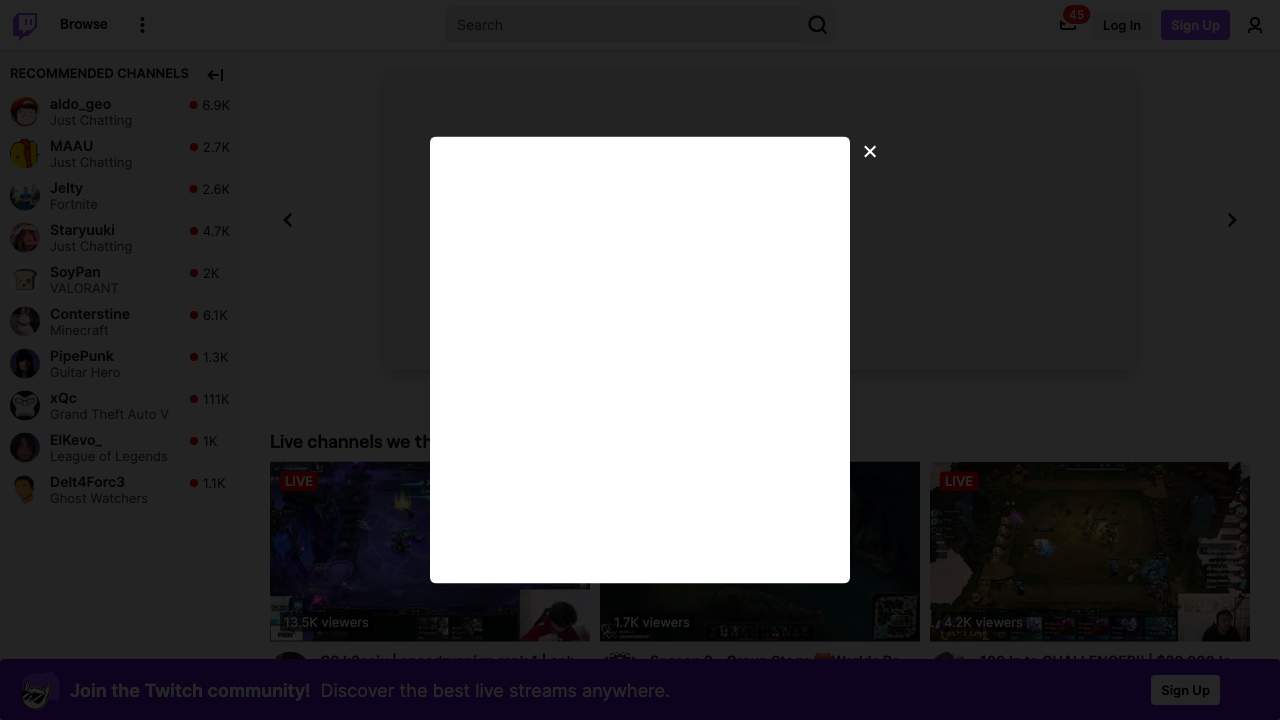 Browse
Search
45
Log In
Sign Up
RECOMMENDED CHANNELS
aldo_geo
6.9K
Just Chatting
MAAU
2.7K
Just Chatting
Jelty
2.6K
Fortnite
Staryuuki
4.7K
Just Chatting
SoyPan
2K
VALORANT
Conterstine
6.1K
Minecraft
PipePunk
1.3K
Guitar Hero
xQc
111K
Grand Theft Auto V
ElKevo_
1K
League of Legends
Delt4Forc3
1.1K
Ghost Watchers
Live channels we th
LIVE
LIVE
13.5K viewers
1.7K viewers
4.2K viewers
Join the Twitch community! Discover the best live streams anywhere.
Sign Up